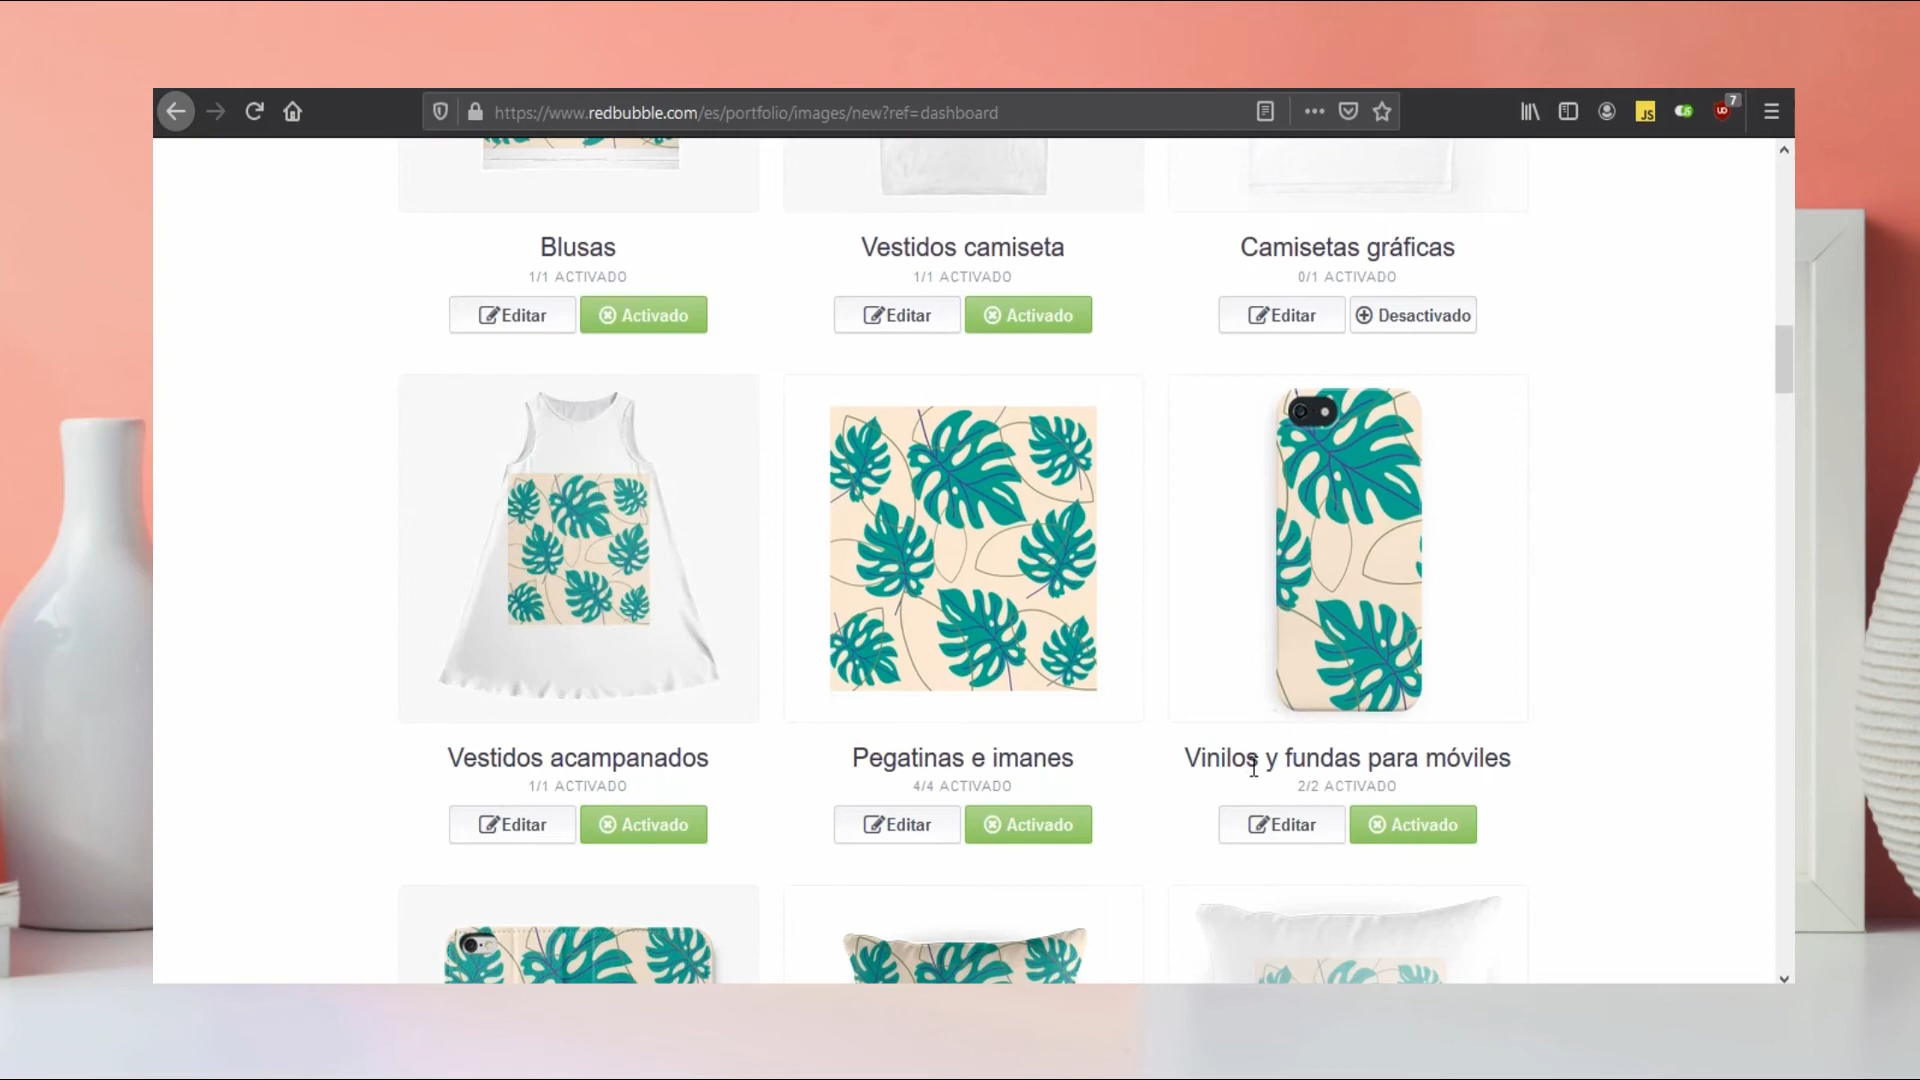 https://www.redbubble.com/es/portfolio/images/new?ref=dashboard
JS
7
Blusas
Vestidos camiseta
Camisetas gráficas
1/1 ACTIVADO
1/1 ACTIVADO
0/1 ACTIVADO
Editar
Activado
Editar
Activado
Editar
Desactivado
Vestidos acampanados
Pegatinas e imanes
Vinilos y fundas para móviles
1/1 ACTIVADO
4/4 ACTIVADO
2/2 ACTIVADO
Editar
Activado
Editar
Activado
Editar
Activado